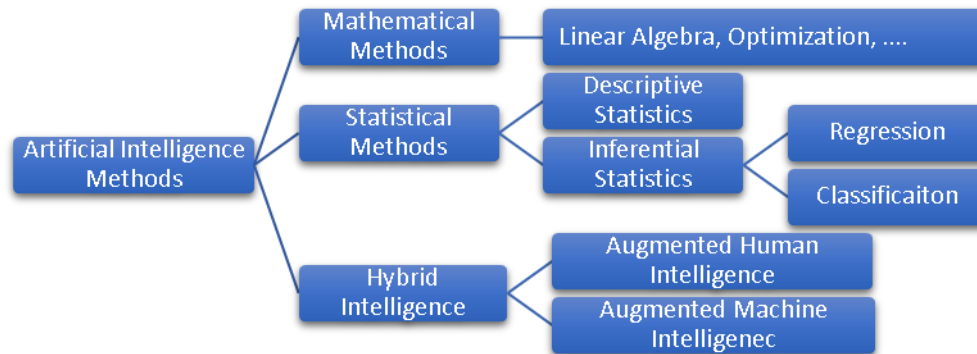 Mathematical
Methods
Linear Algebra, Optimization, ....
Descriptive
Statistics
Statistical
Methods
Regression
Artificial Intelligence
Methods
Inferential
Statistics
Classificaiton
Augmented Human
Intelligence
Hybrid
Intelligence
Augmented Machine
Intelligenec